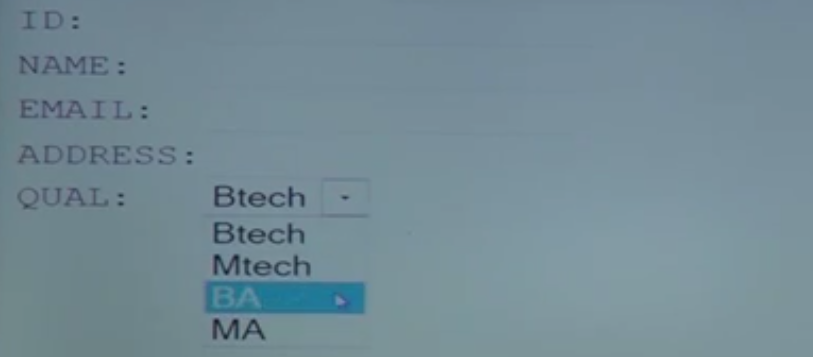 ID:
NAME:
EMAIL:
ADDRESS:
QUAL: Btech
Btech
Mtech
BA
MA